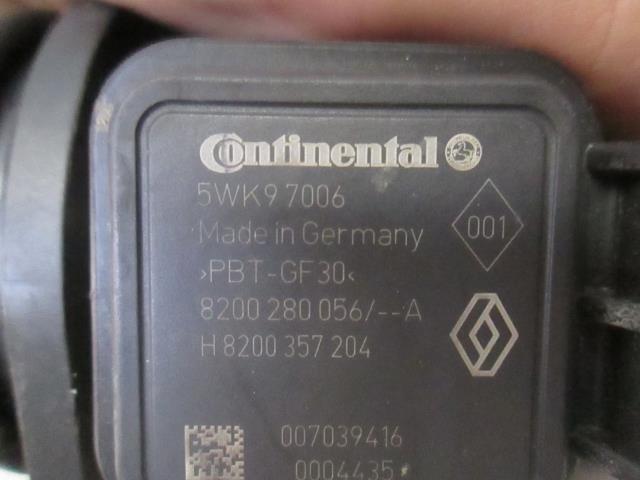 Continental
5WK9 7006
Made in Germany
001
>PBT-GF30<
8200 280 056/--A
H 8200 357 204
007039416
0004435*